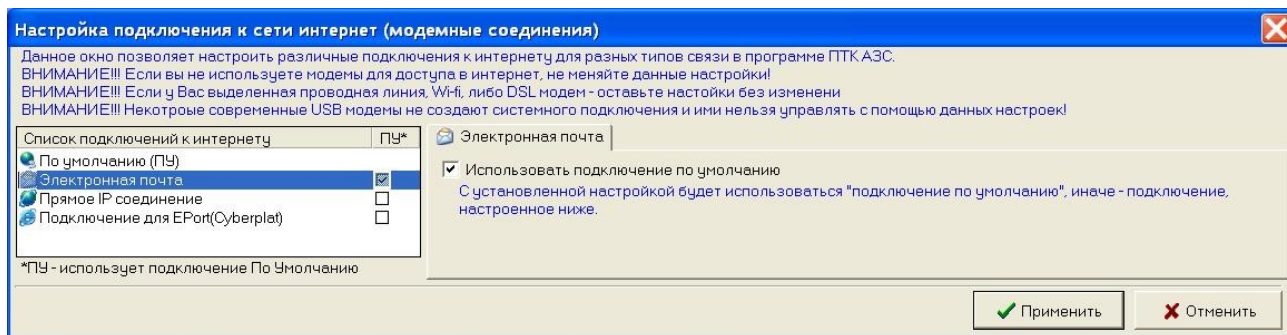 Настройка подключения к сети интернет (модемные соединения)
Данное окно позволяет настроить различные подключения к интернету для разных типов связи в программе ПТК АЗС.
ВНИМАНИЕ!!! Если вы не используете модемы для доступа в интернет, не меняйте данные настройки!
ВНИМАНИЕ!!! Если у Вас выделенная проводная линия, Wi-fi, либо DSL модем - оставьте настойки без изменени
ВНИМАНИЕ!!! Некотроые современные USB модемы не создают системного подключения и ими нельзя управлять с помощью данных настроек!
Список подключений к интернету ПУ*
По умолчанию (ПУ)
Электронная почта
Прямое IP соединение
Подключение для EPort(Cyberplat)
*ПУ - использует подключение По Умолчанию
Электронная почта
Использовать подключение по умолчанию
С установленной настройкой будет использоваться "подключение по умолчанию", иначе - подключение,
настроенное ниже.
Применить
Отменить